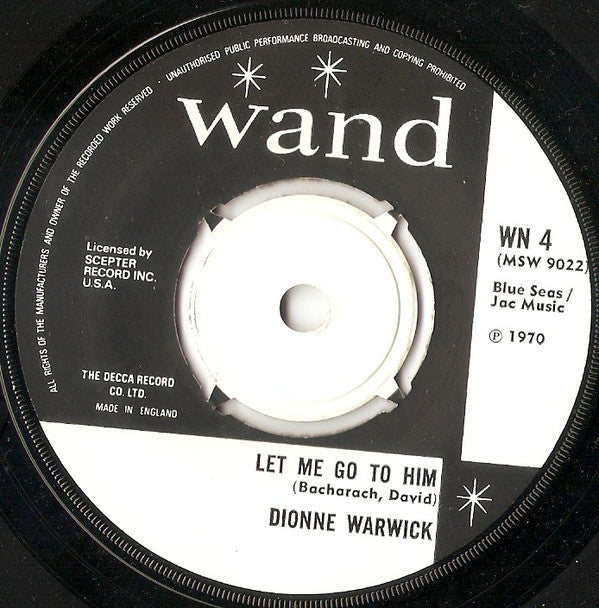 ALL RIGHTS OF THE MANUFACTURERS AND OWNER OF THE RECORDED WORK RESERVED · UNAUTHORISED PUBLIC PERFORMANCE BROADCASTING AND COPYING PROHIBITED
wand
Licensed by
SCEPTER
RECORD INC.
U.S.A.
THE DECCA RECORD
CO. LTD.
MADE IN ENGLAND
WN 4
(MSW 9022)
Blue Seas /
Jac Music
℗ 1970
LET ME GO TO HIM
(Bacharach, David)
DIONNE WARWICK